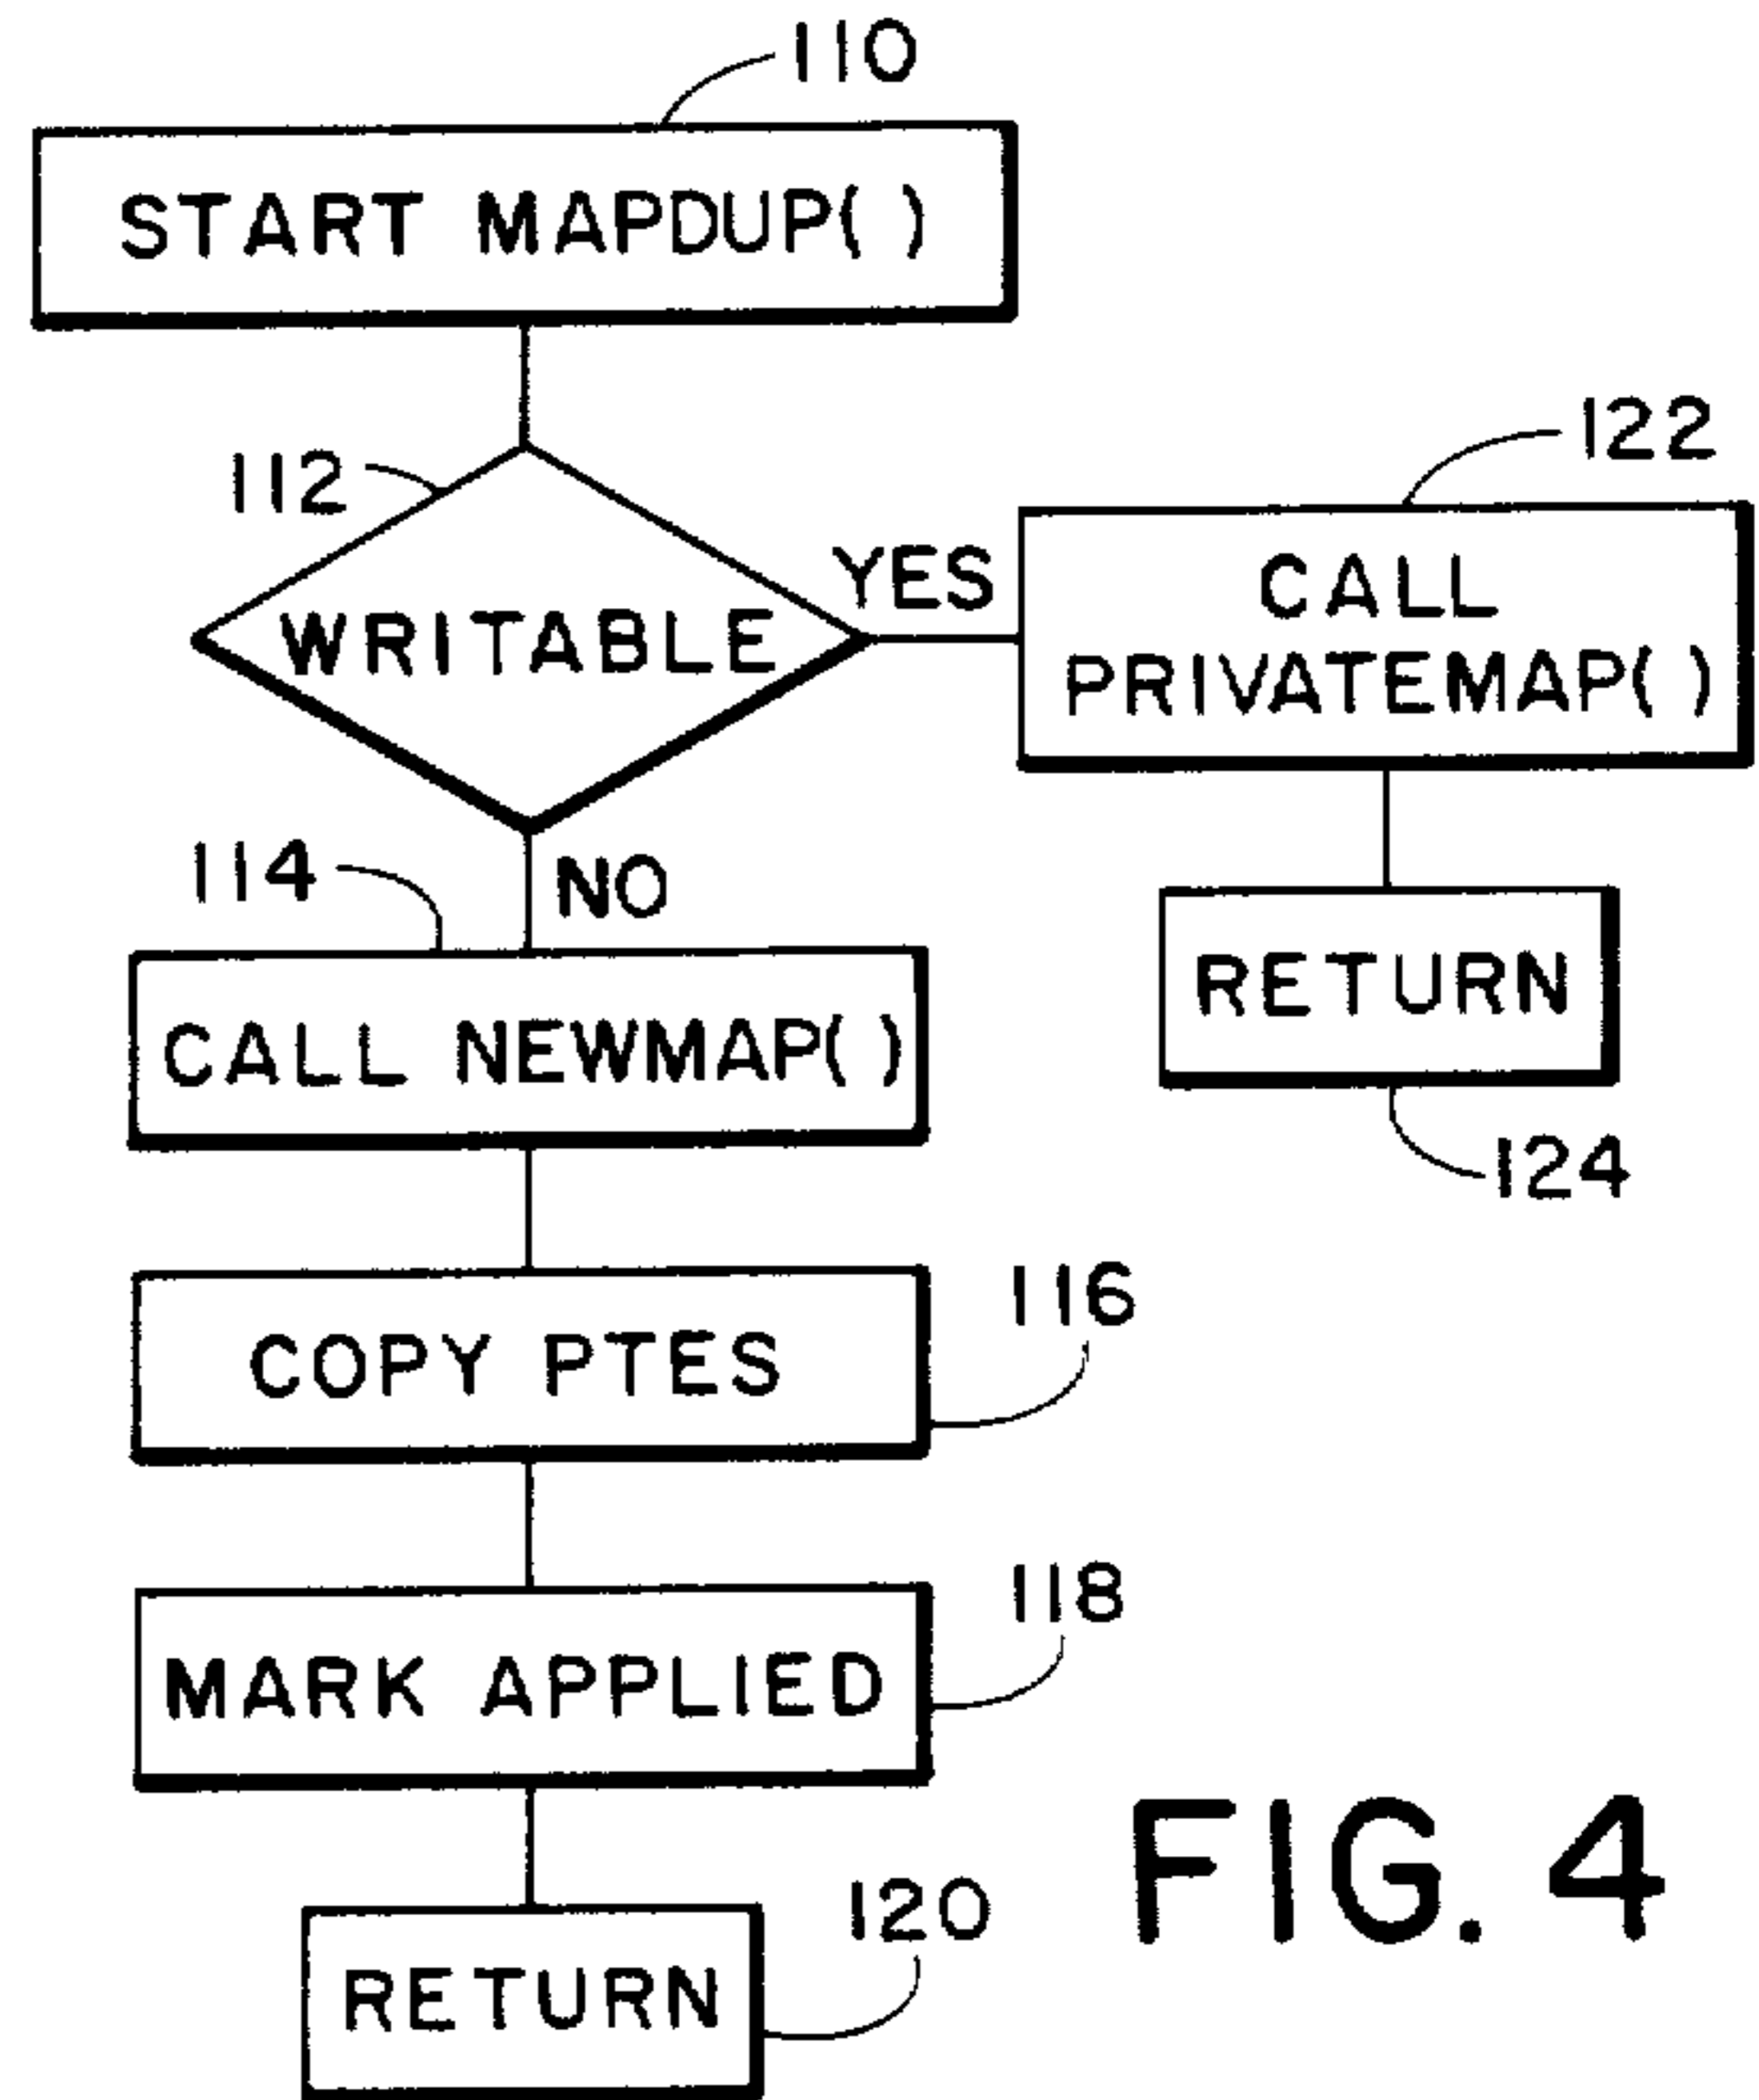 110
START MAPDUP( )
112
WRITABLE
YES
122
CALL
PRIVATEMAP( )
114
NO
CALL NEWMAP( )
RETURN
124
COPY PTES
116
MARK APPLIED
118
RETURN
120
FIG. 4